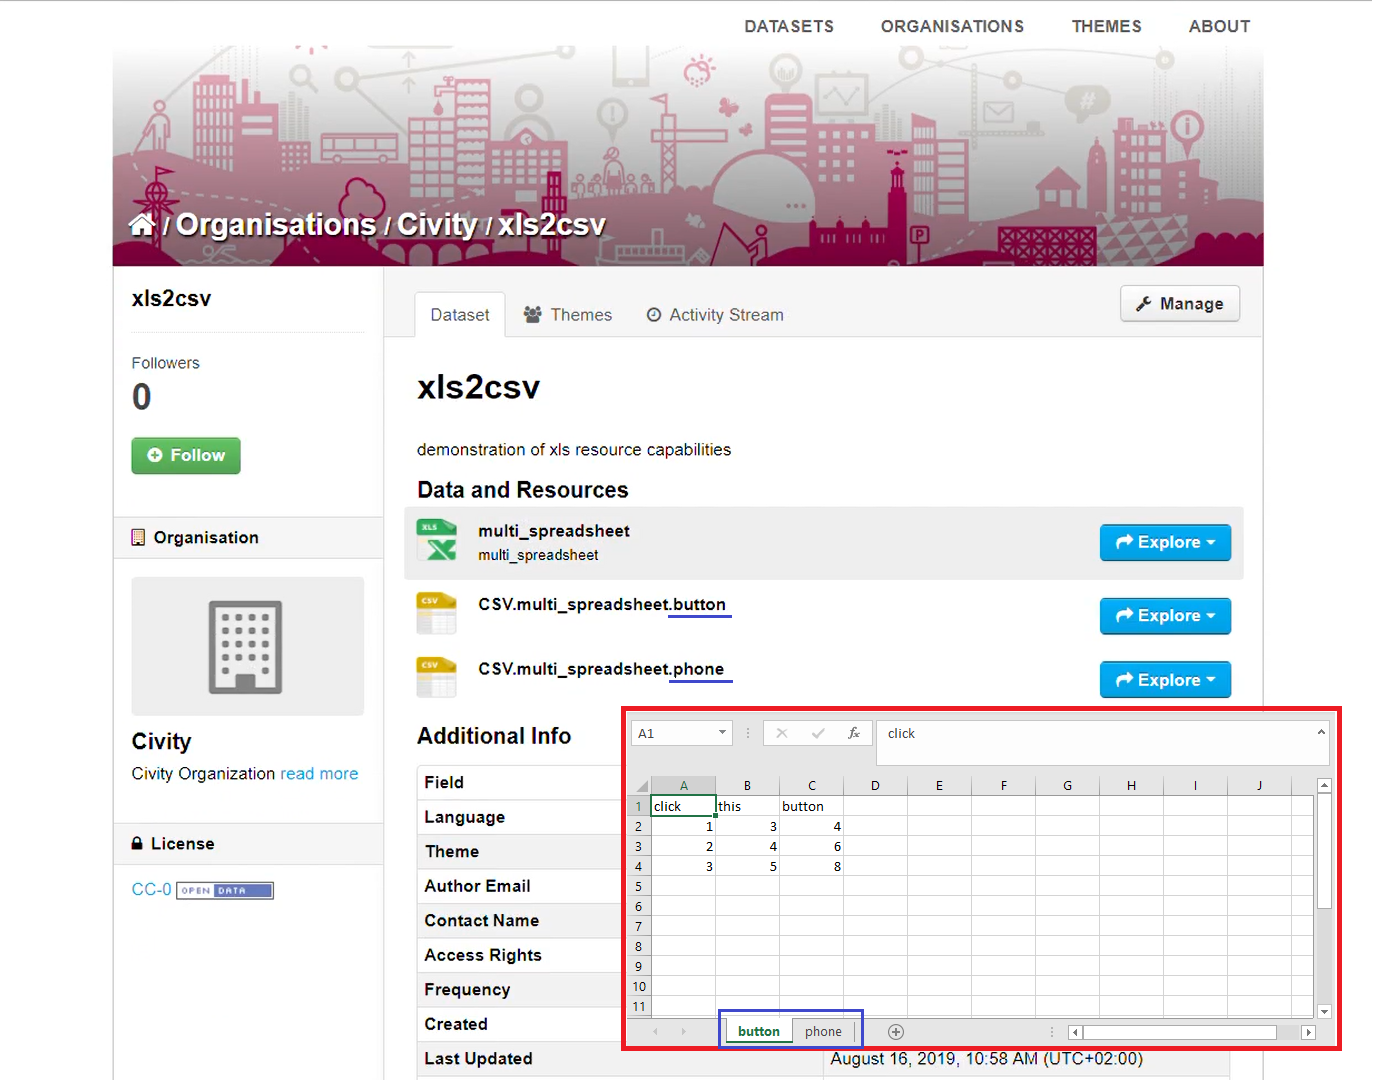 DATASETS ORGANISATIONS THEMES ABOUT
/ Organisations / Civity / xls2csv
xls2csv
Followers
0
Follow
Organisation
Civity
Civity Organization read more
License
CC-0 OPEN DATA
Dataset Themes Activity Stream Manage
xls2csv
demonstration of xls resource capabilities
Data and Resources
XLS
multi_spreadsheet
multi_spreadsheet
Explore
CSV
CSV.multi_spreadsheet.button
Explore
CSV
CSV.multi_spreadsheet.phone
Explore
Additional Info
Field
Language
Theme
Author Email
Contact Name
Access Rights
Frequency
Created
Last Updated August 16, 2019, 10:58 AM (UTC+02:00)
A1 fx click
A B C D E F G H I J
1 click this button
2 1 3 4
3 2 4 6
4 3 5 8
5
6
7
8
9
10
11
button phone